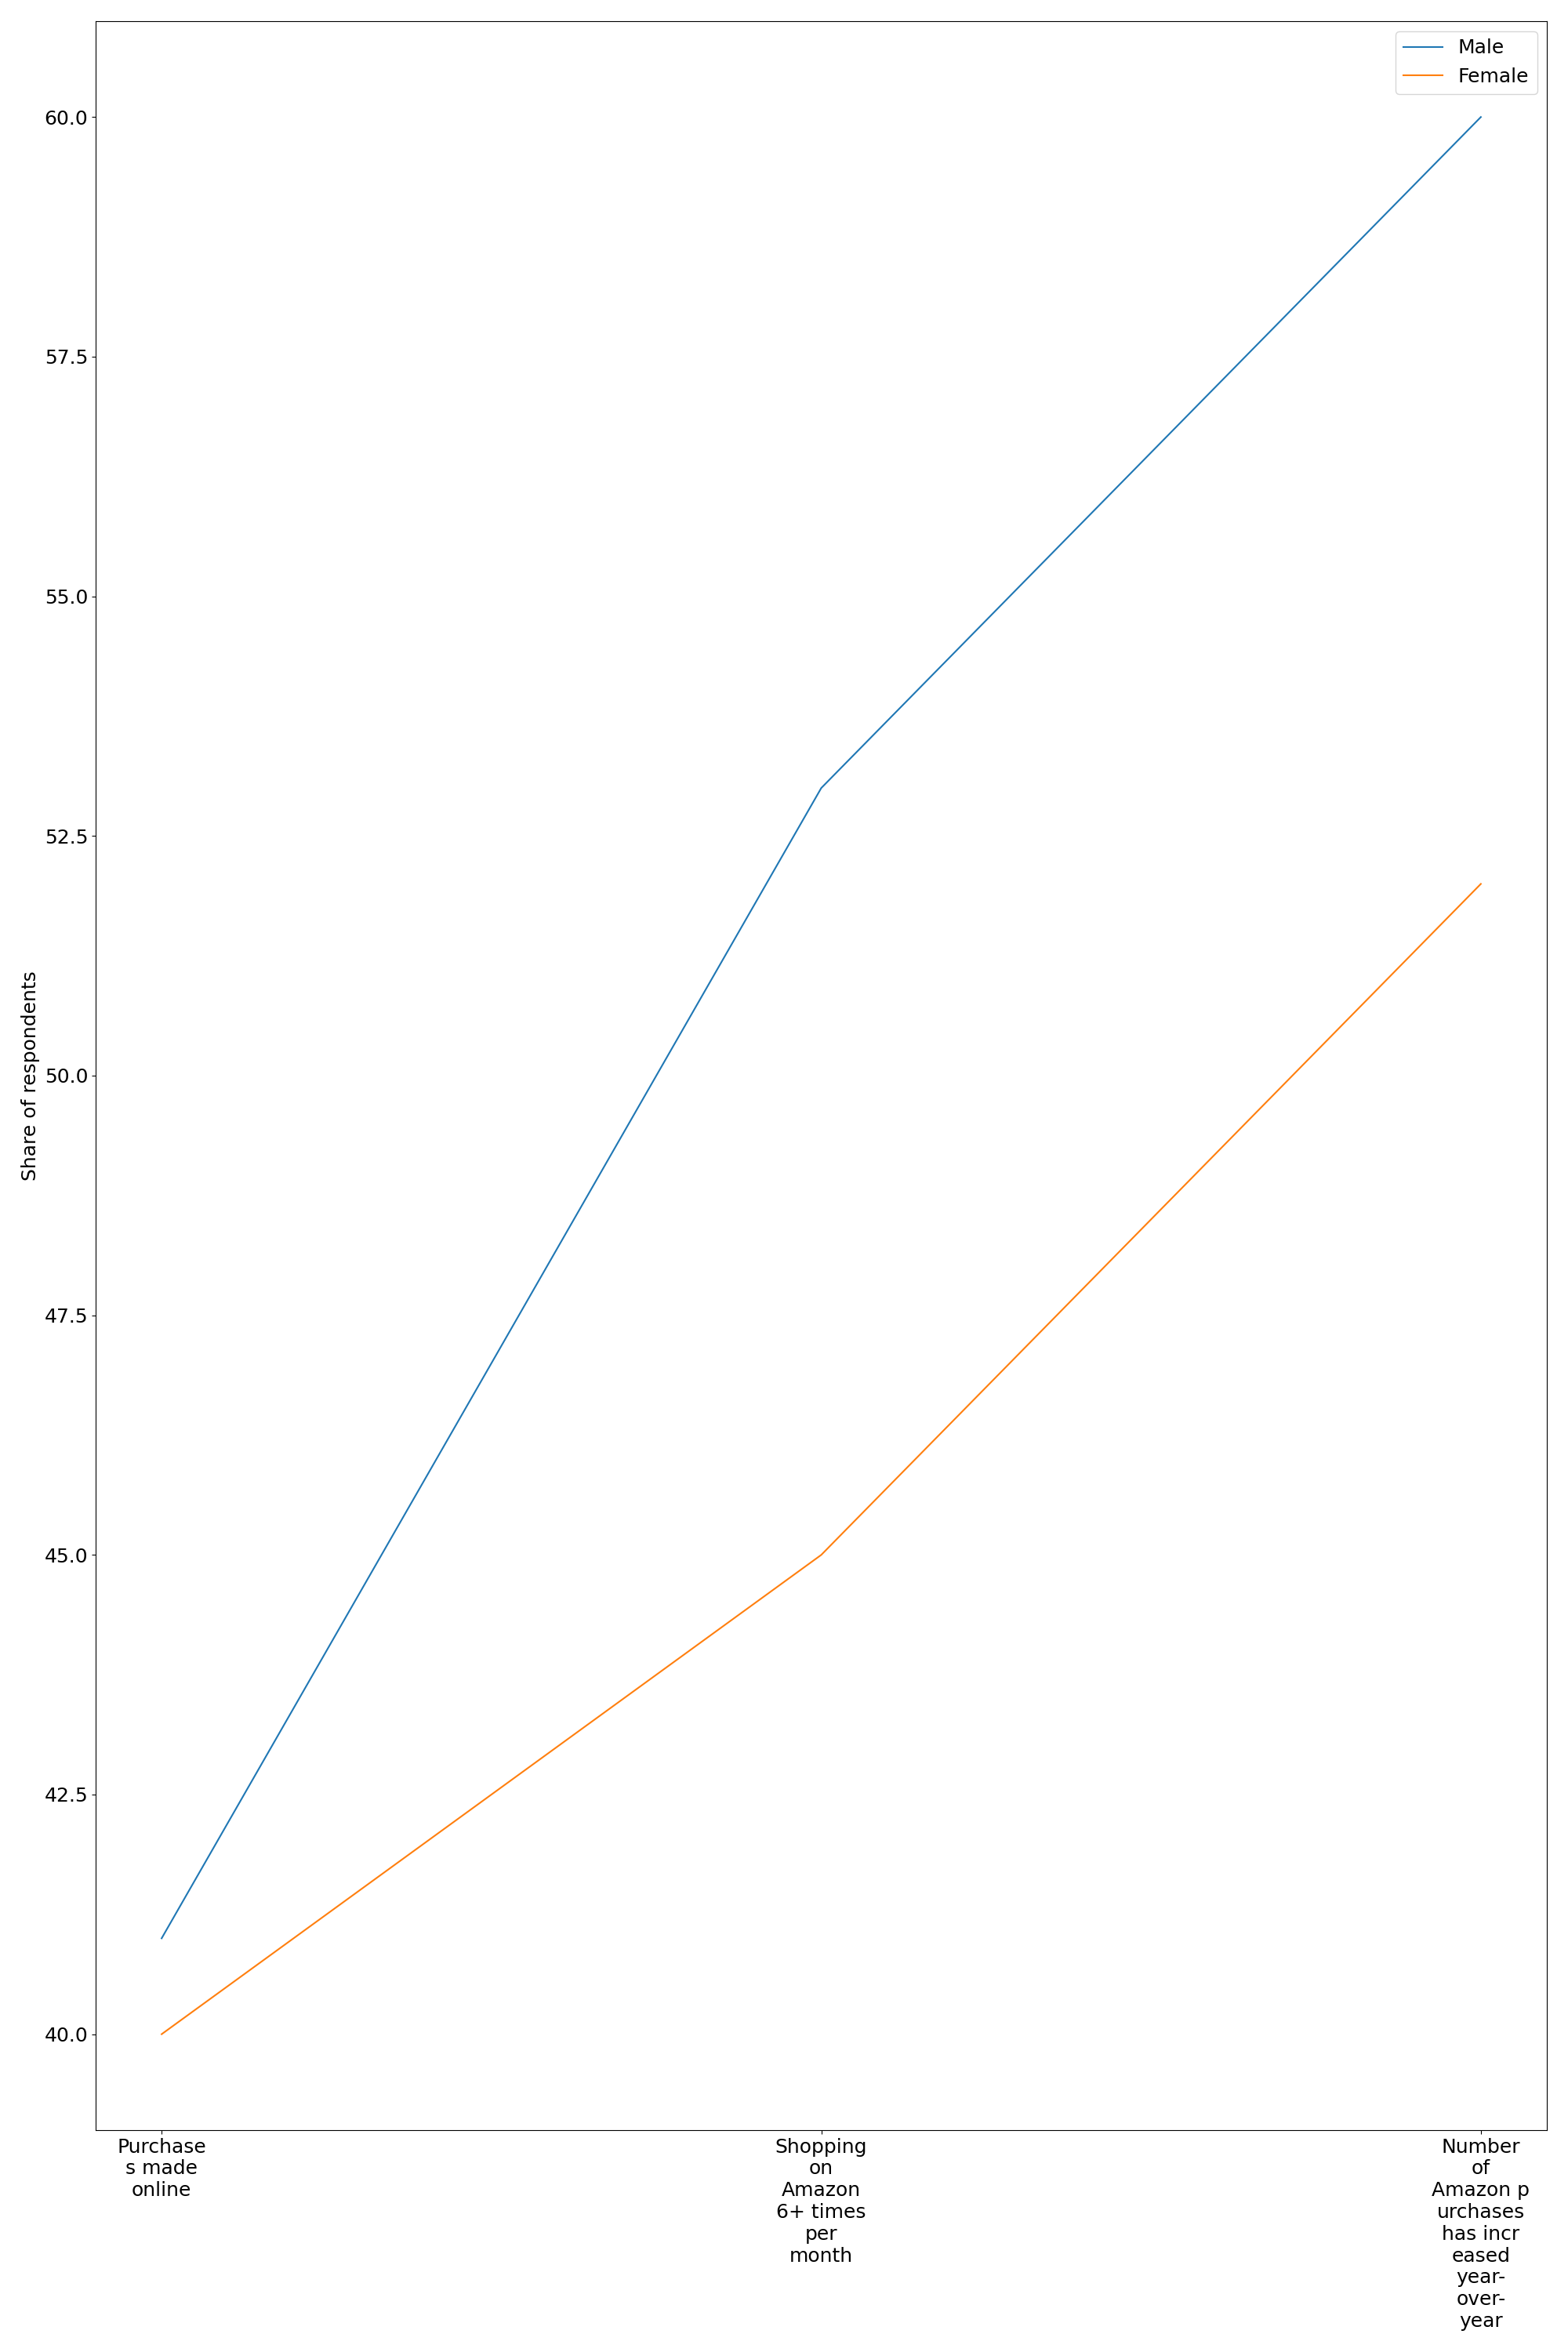 Male
Female
60.0
57.5
55.0
52.5
50.0
47.5
45.0
42.5
40.0
Share of respondents
Purchase
s made
online
Shopping
on
Amazon
6+ times
per
month
Number
of
Amazon p
urchases
has incr
eased
year-
over-
year